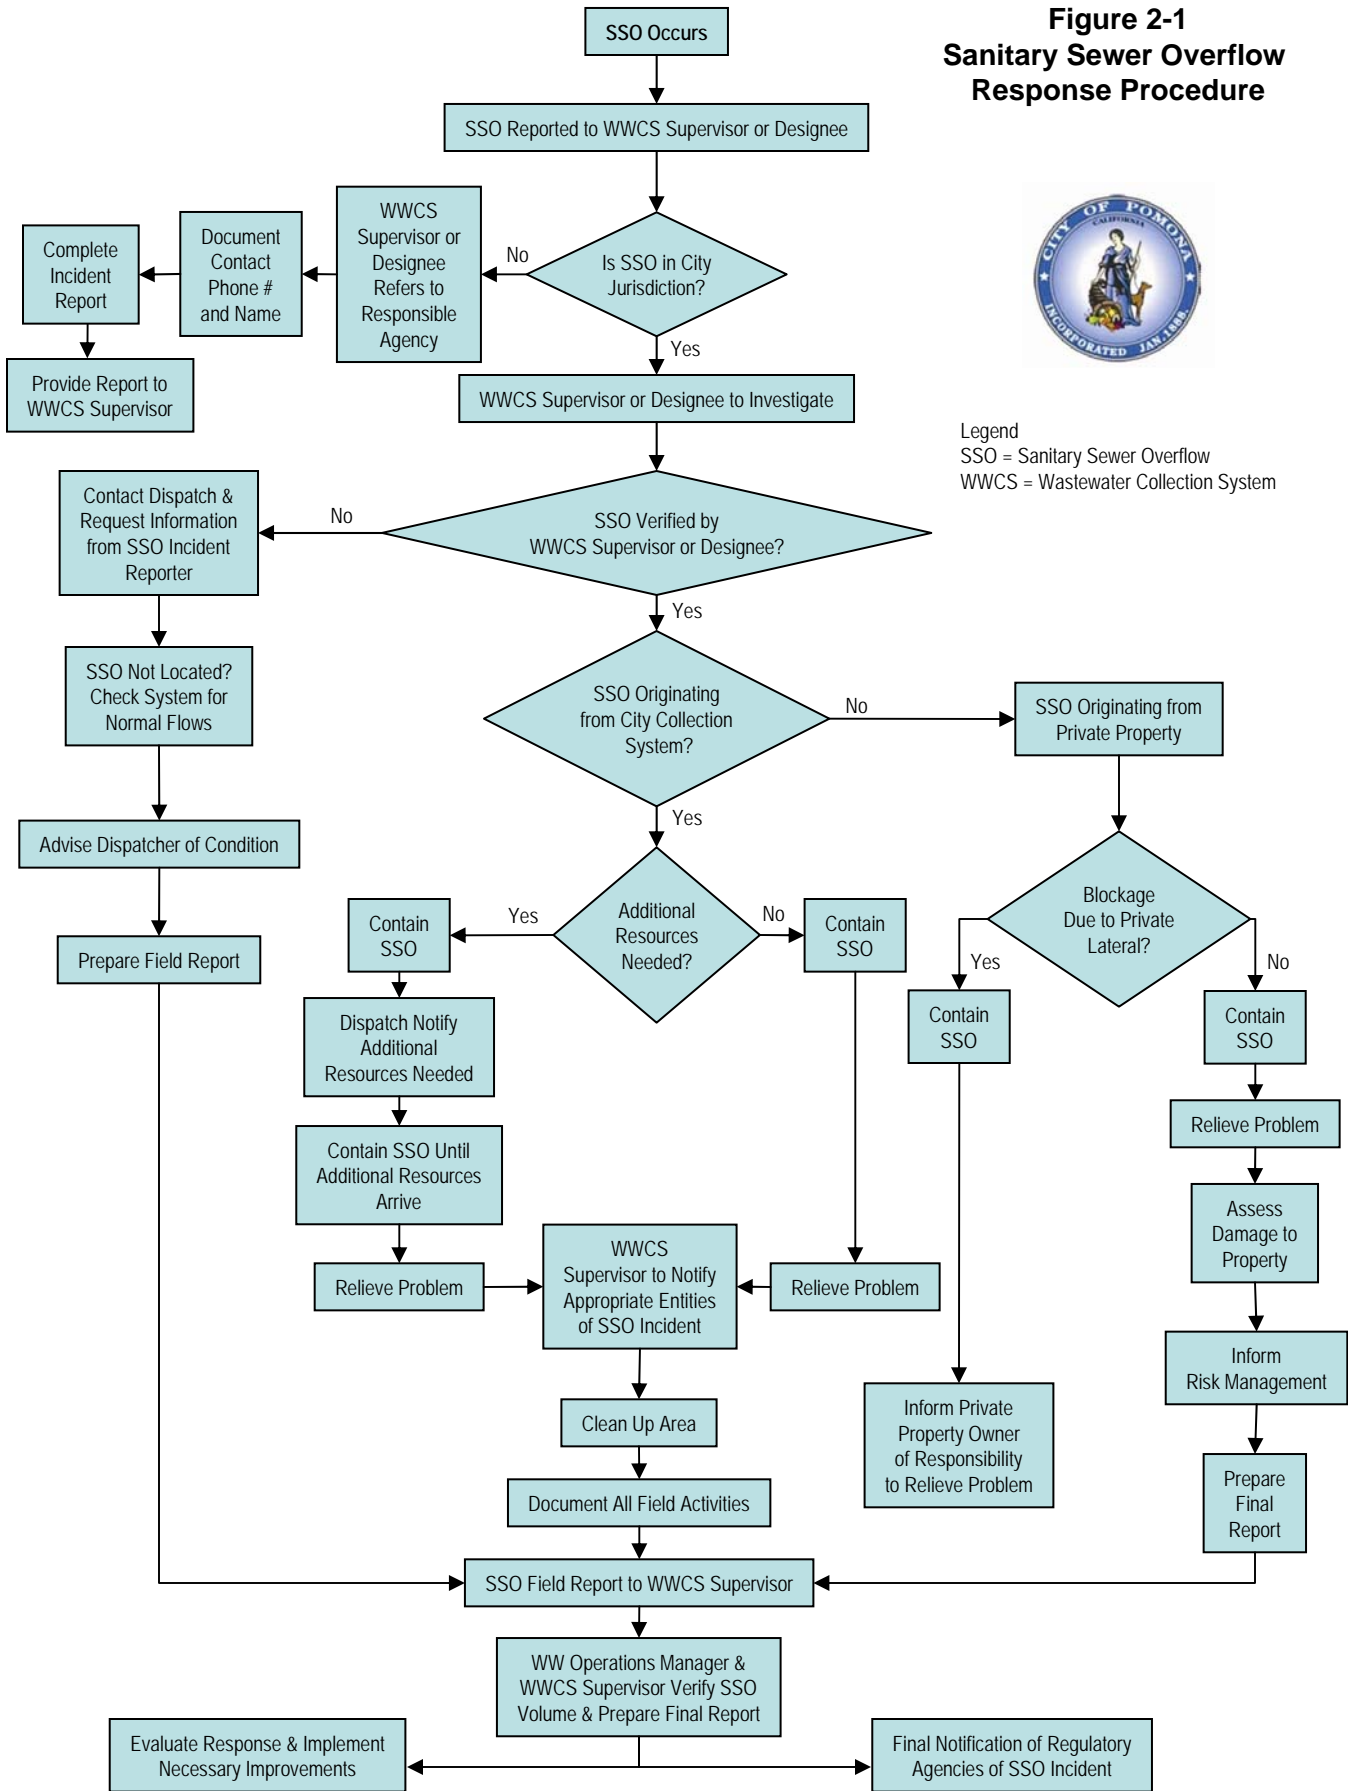 Figure 2-1
Sanitary Sewer Overflow
Response Procedure
SSO Occurs
SSO Reported to WWCS Supervisor or Designee
CITY OF POMONA
CALIFORNIA
INCORPORATED JAN. 1888.
Is SSO in City
Jurisdiction?
No
WWCS
Supervisor or
Designee
Refers to
Responsible
Agency
Document
Contact
Phone #
and Name
Complete
Incident
Report
Provide Report to
WWCS Supervisor
Yes
WWCS Supervisor or Designee to Investigate
Legend
SSO = Sanitary Sewer Overflow
WWCS = Wastewater Collection System
SSO Verified by
WWCS Supervisor or Designee?
No
Contact Dispatch &
Request Information
from SSO Incident
Reporter
SSO Not Located?
Check System for
Normal Flows
Advise Dispatcher of Condition
Prepare Field Report
Yes
SSO Originating
from City Collection
System?
No
SSO Originating from
Private Property
Yes
Additional
Resources
Needed?
Yes
Contain
SSO
Dispatch Notify
Additional
Resources Needed
Contain SSO Until
Additional Resources
Arrive
Relieve Problem
No
Contain
SSO
Relieve Problem
WWCS
Supervisor to Notify
Appropriate Entities
of SSO Incident
Clean Up Area
Document All Field Activities
Blockage
Due to Private
Lateral?
Yes
Contain
SSO
Inform Private
Property Owner
of Responsibility
to Relieve Problem
No
Contain
SSO
Relieve Problem
Assess
Damage to
Property
Inform
Risk Management
Prepare
Final
Report
SSO Field Report to WWCS Supervisor
WW Operations Manager &
WWCS Supervisor Verify SSO
Volume & Prepare Final Report
Evaluate Response & Implement
Necessary Improvements
Final Notification of Regulatory
Agencies of SSO Incident